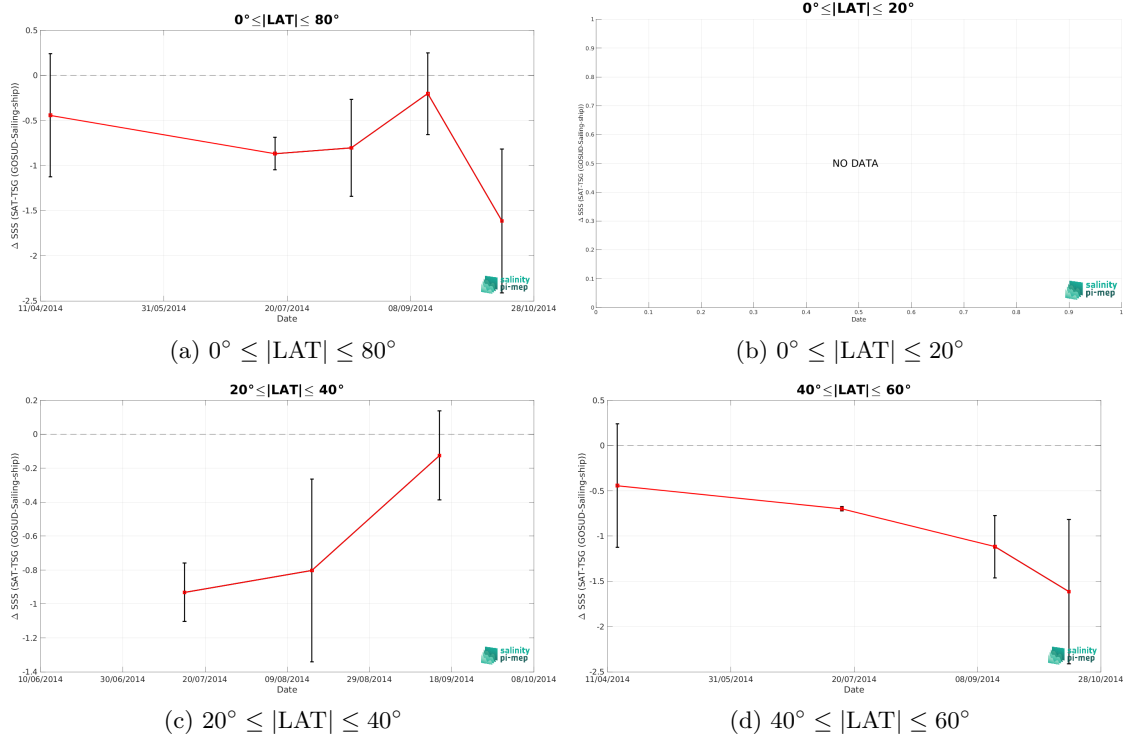 0°≤|LAT|≤ 80°
Δ SSS (SAT-TSG (GOSUD-Sailing-ship))
0
-0.5
-1
-1.5
-2
-2.5
11/04/2014 31/05/2014 20/07/2014 08/09/2014 28/10/2014
Date
salinity
pi-mep
(a) 0° ≤ |LAT| ≤ 80°
0°≤|LAT|≤ 20°
Δ SSS (SAT-TSG (GOSUD-Sailing-ship))
1
0.9
0.8
0.7
0.6
0.5
0.4
0.3
0.2
0.1
0
NO DATA
0 0.1 0.2 0.3 0.4 0.5 0.6 0.7 0.8 0.9 1
Date
salinity
pi-mep
(b) 0° ≤ |LAT| ≤ 20°
20°≤|LAT|≤ 40°
Δ SSS (SAT-TSG (GOSUD-Sailing-ship))
0.2
0
-0.2
-0.4
-0.6
-0.8
-1
-1.2
-1.4
10/06/2014 30/06/2014 20/07/2014 09/08/2014 29/08/2014 18/09/2014 08/10/2014
Date
salinity
pi-mep
(c) 20° ≤ |LAT| ≤ 40°
40°≤|LAT|≤ 60°
Δ SSS (SAT-TSG (GOSUD-Sailing-ship))
0.5
0
-0.5
-1
-1.5
-2
-2.5
11/04/2014 31/05/2014 20/07/2014 08/09/2014 28/10/2014
Date
salinity
pi-mep
(d) 40° ≤ |LAT| ≤ 60°